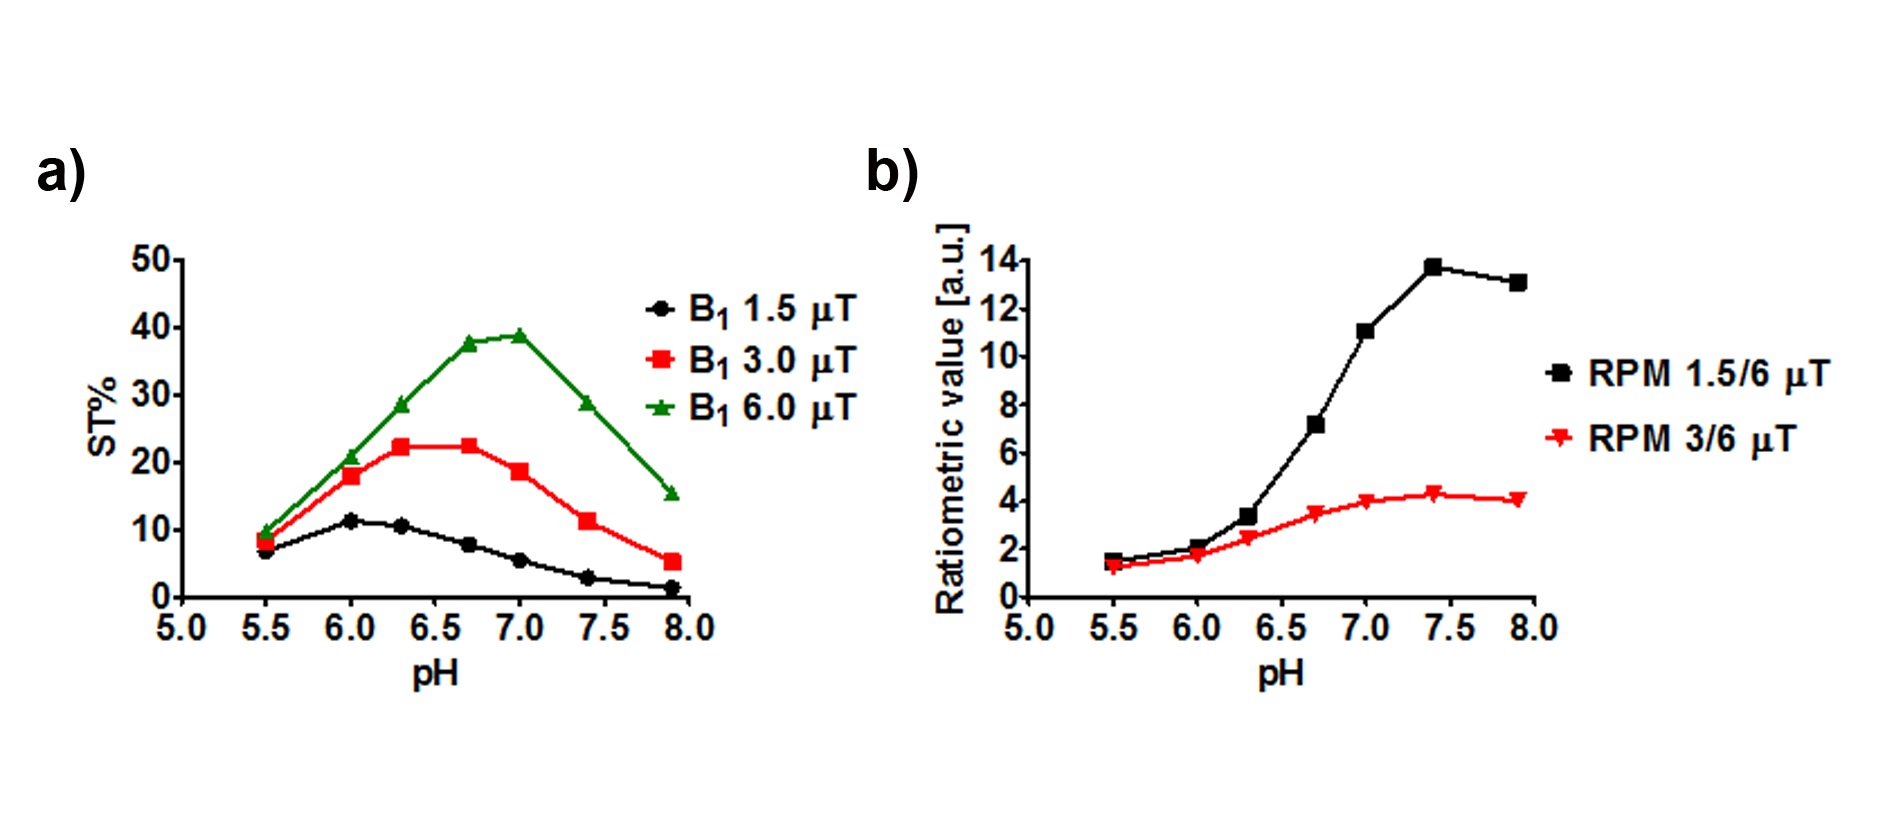 a)
50
40
30
20
10
0
ST%
5.0 5.5 6.0 6.5 7.0 7.5 8.0
pH
B1 1.5 μT
B1 3.0 μT
B1 6.0 μT
b)
Ratiometric value [a.u.]
14
12
10
8
6
4
2
0
5.0 5.5 6.0 6.5 7.0 7.5 8.0
pH
RPM 1.5/6 μT
RPM 3/6 μT